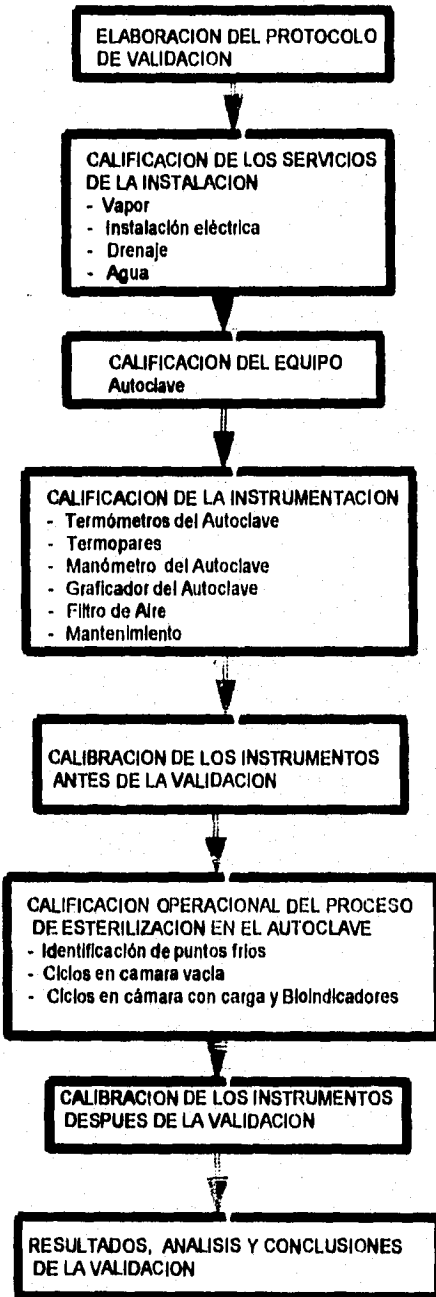 ELABORACION DEL PROTOCOLO
DE VALIDACION
CALIFICACION DE LOS SERVICIOS
DE LA INSTALACION
- Vapor
- Instalación eléctrica
- Drenaje
- Agua
CALIFICACION DEL EQUIPO
Autoclave
CALIFICACION DE LA INSTRUMENTACION
- Termómetros del Autoclave
- Termopares
- Manómetro del Autoclave
- Graficador del Autoclave
- Filtro de Aire
- Mantenimiento
CALIBRACION DE LOS INSTRUMENTOS
ANTES DE LA VALIDACION
CALIFICACION OPERACIONAL DEL PROCESO
DE ESTERILIZACION EN EL AUTOCLAVE
- Identificación de puntos fríos
- Ciclos en camara vacía
- Ciclos en cámara con carga y Bioindicadores
CALIBRACION DE LOS INSTRUMENTOS
DESPUES DE LA VALIDACION
RESULTADOS, ANALISIS Y CONCLUSIONES
DE LA VALIDACION